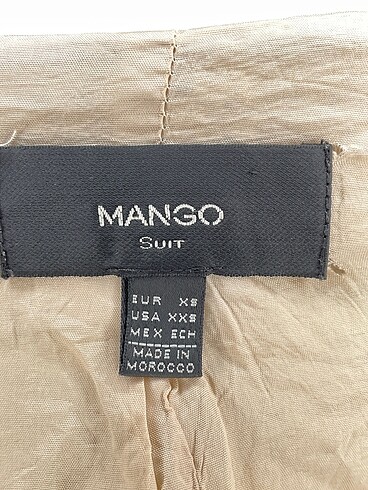 MANGO
SUIT
EUR XS
USA XXS
MEX ECH
MADE IN
MOROCCO